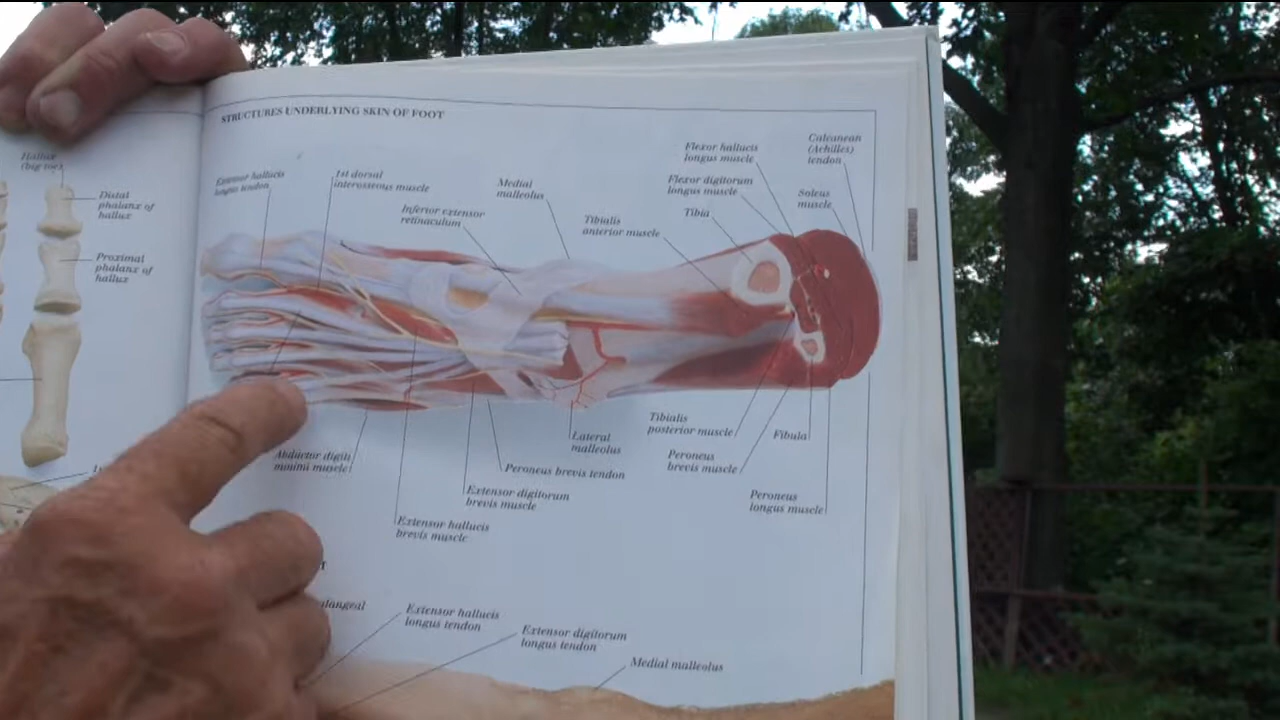 STRUCTURES UNDERLYING SKIN OF FOOT
Hallux
(big toe)
Distal
phalanx of
hallux
Proximal
phalanx of
hallux
Extensor hallucis
longus tendon
1st dorsal
interosseous muscle
Inferior extensor
retinaculum
Medial
malleolus
Tibialis
anterior muscle
Flexor hallucis
longus muscle
Flexor digitorum
longus muscle
Tibia
Calcanean
(Achilles)
tendon
Soleus
muscle
Abductor digiti
minimi muscle
Extensor hallucis
brevis muscle
Extensor digitorum
brevis muscle
Peroneus brevis tendon
Lateral
malleolus
Tibialis
posterior muscle
Peroneus
brevis muscle
Fibula
Peroneus
longus muscle
Extensor hallucis
longus tendon
Extensor digitorum
longus tendon
Medial malleolus